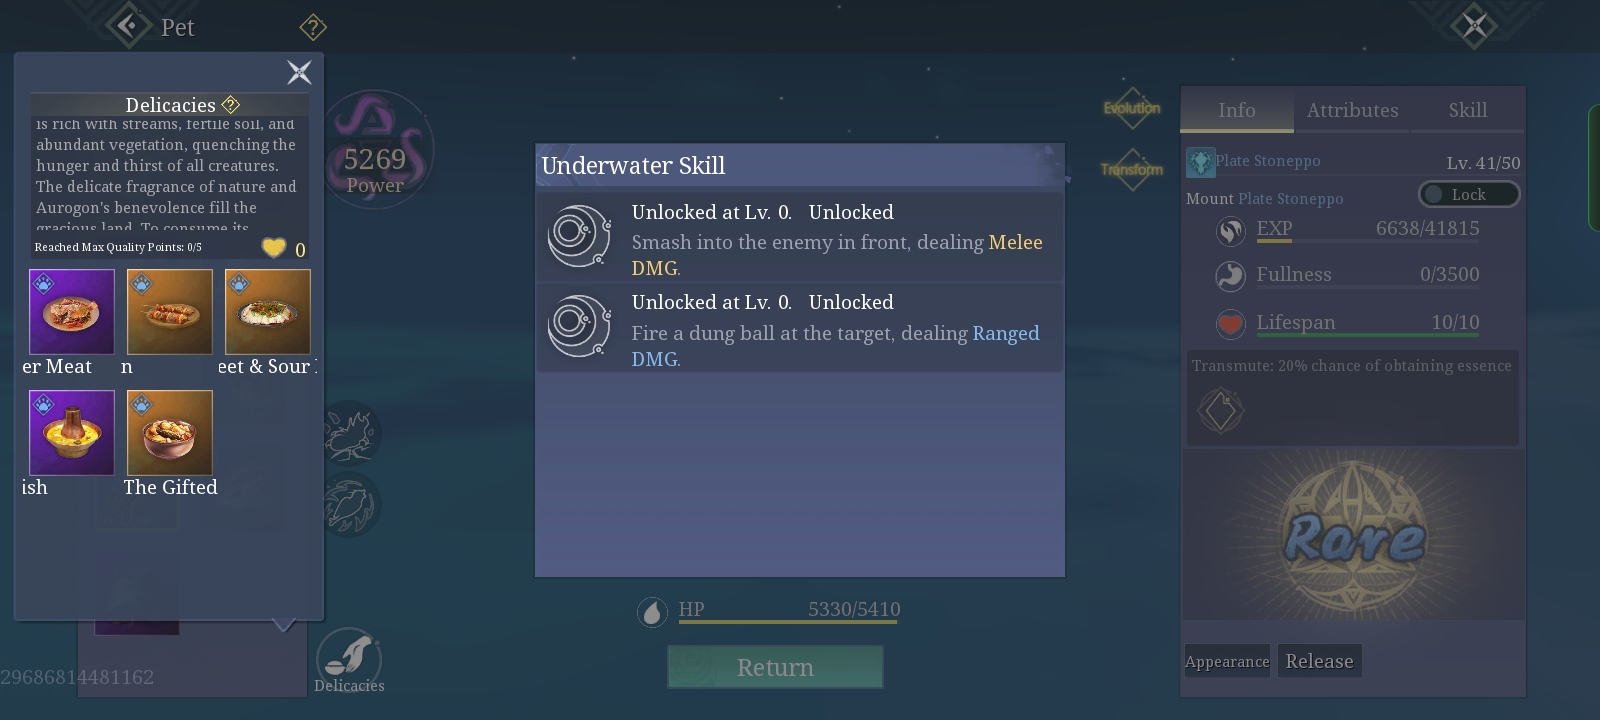 Pet
Delicacies
is rich with streams, fertile soil, and
abundant vegetation, quenching the
hunger and thirst of all creatures.
The delicate fragrance of nature and
Aurogon's benevolence fill the
gracious land. To consume its
Reached Max Quality Points: 0/5
0
er Meat
n
eet & Sour
ish
The Gifted
29686814481162
5269
Power
Delicacies
Underwater Skill
Unlocked at Lv. 0. Unlocked
Smash into the enemy in front, dealing Melee
DMG.
Unlocked at Lv. 0. Unlocked
Fire a dung ball at the target, dealing Ranged
DMG.
HP 5330/5410
Return
Evolution
Transform
Info Attributes Skill
Plate Stoneppo Lv. 41/50
Mount Plate Stoneppo Lock
EXP 6638/41815
Fullness 0/3500
Lifespan 10/10
Transmute: 20% chance of obtaining essence
Rare
Appearance Release